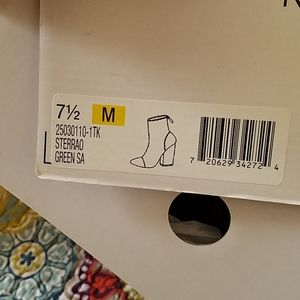 7½ M
25030110-1TK
STERRAO
GREEN SA
7 20629 34272 4